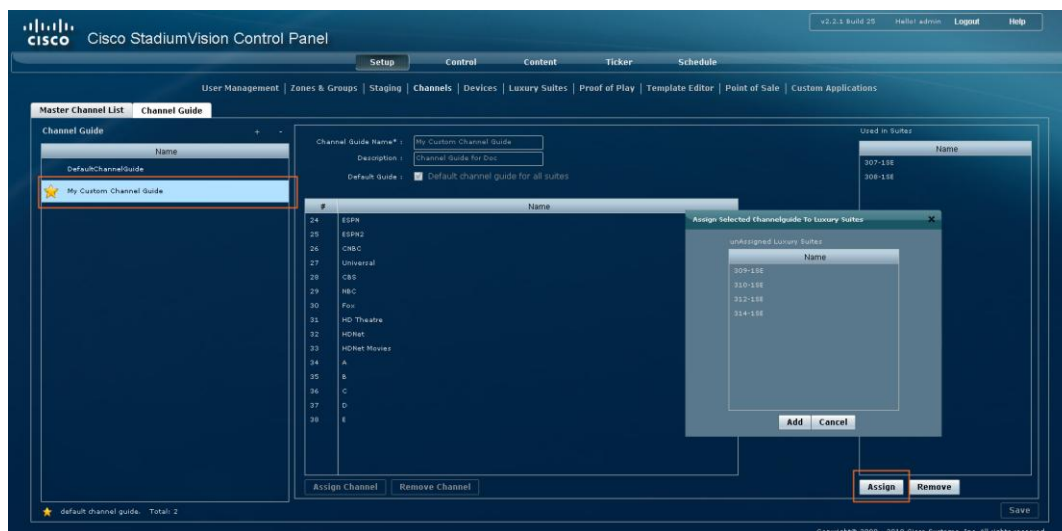 v2.2.1 Build 25 Hello! admin Logout Help
CISCO Cisco StadiumVision Control Panel
Setup Control Content Ticker Schedule
User Management | Zones & Groups | Staging | Channels | Devices | Luxury Suites | Proof of Play | Template Editor | Point of Sale | Custom Applications
Master Channel List Channel Guide
Channel Guide + -
Name
DefaultChannelGuide
My Custom Channel Guide
Channel Guide Name* : My Custom Channel Guide
Description : Channel Guide for Doc
Default Guide : Default channel guide for all suites
# Name
24 ESPN
25 ESPN2
26 CNBC
27 Universal
28 CBS
29 NBC
30 Fox
31 HD Theatre
32 HDNet
33 HDNet Movies
34 A
35 B
36 C
37 D
38 E
Assign Channel Remove Channel
Used in Suites
Name
307-1SE
308-1SE
Assign Selected Channelguide To Luxury Suites X
unAssigned Luxury Suites
Name
309-1SE
310-1SE
312-1SE
314-1SE
Add Cancel
Assign Remove
default channel guide. Total: 2
Save